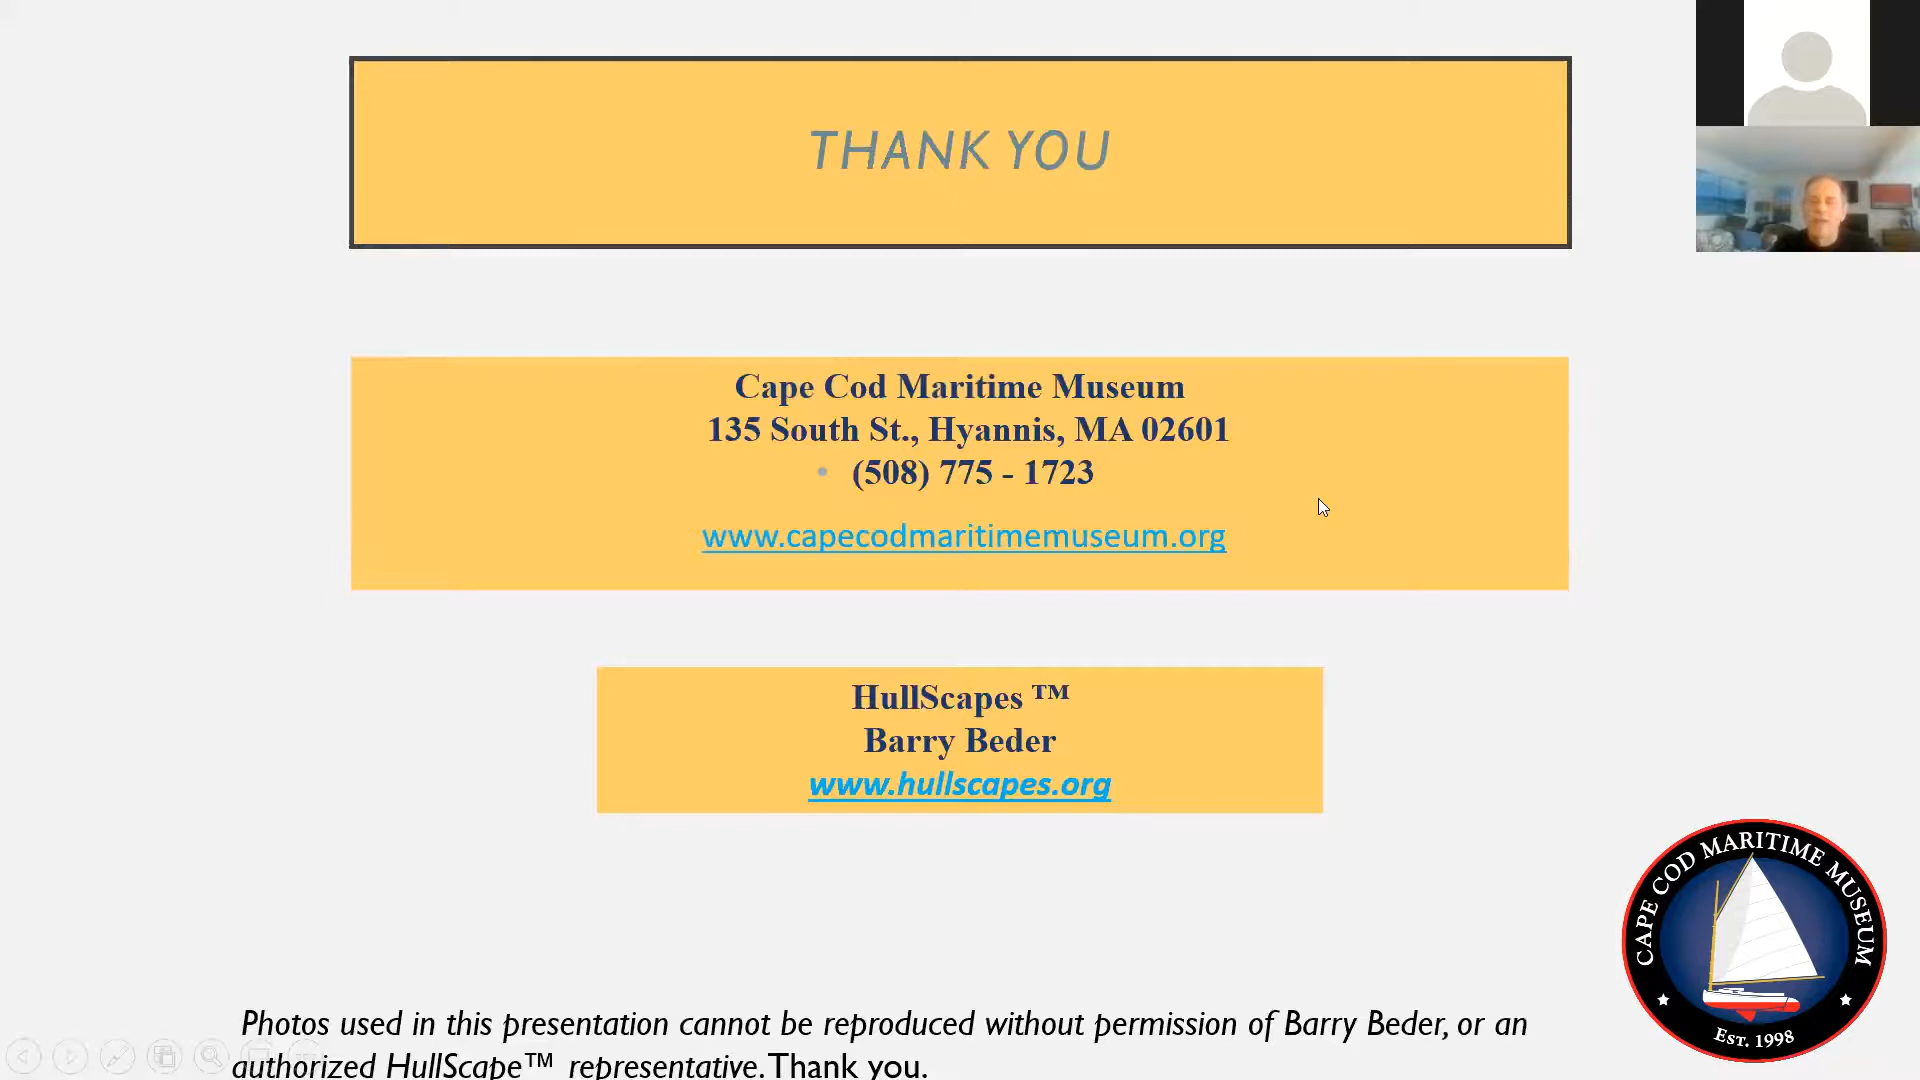 THANK YOU
Cape Cod Maritime Museum
135 South St., Hyannis, MA 02601
• (508) 775 - 1723
www.capecodmaritimemuseum.org
HullScapes ™
Barry Beder
www.hullscapes.org
CAPE COD MARITIME MUSEUM
EST. 1998
Photos used in this presentation cannot be reproduced without permission of Barry Beder, or an
authorized HullScape™ representative. Thank you.